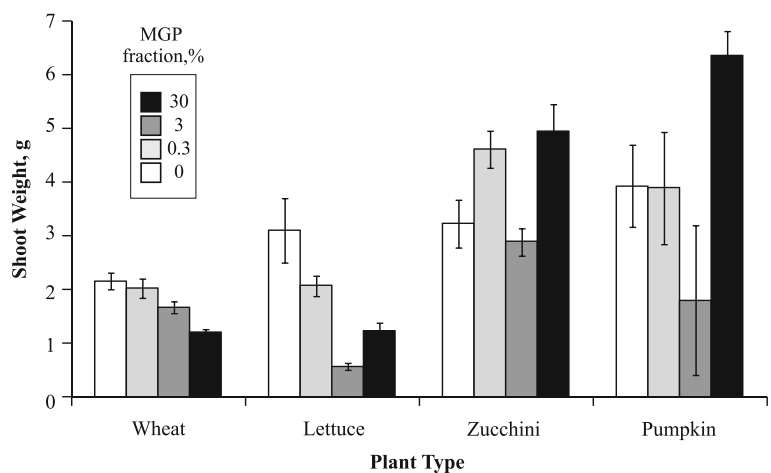 7
6
5
4
3
2
1
0
Shoot Weight, g
MGP
fraction,%
30
3
0.3
0
Wheat Lettuce Zucchini Pumpkin
Plant Type